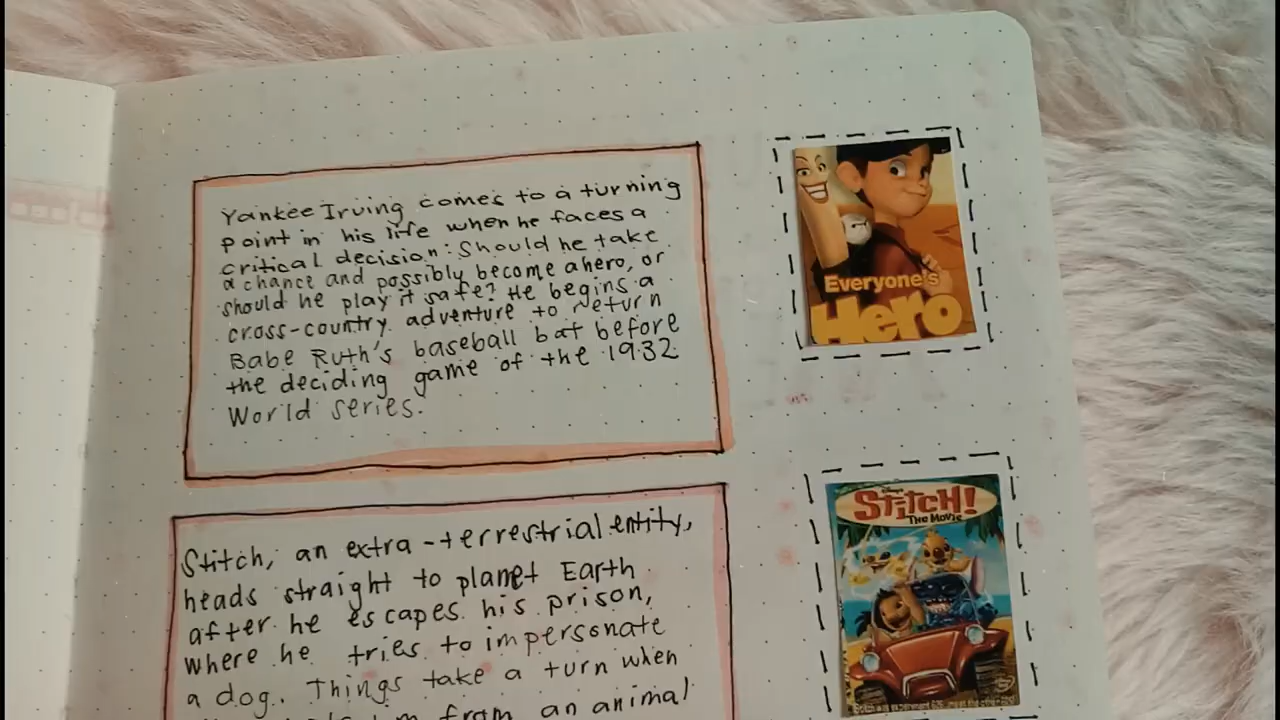 Yankee Irving comes to a turning
point in his life when he faces a
critical decision: Should he take
a chance and possibly become a hero, or
should he play it safe? He begins a
cross-country adventure to return
Babe Ruth's baseball bat before
the deciding game of the 1932
World series.
Everyone's
Hero
Stitch, an extra-terrestrial entity,
heads straight to planet Earth
after he escapes his prison,
where he tries to impersonate
a dog. Things take a turn when
from an animal
Stitch!
The Movie